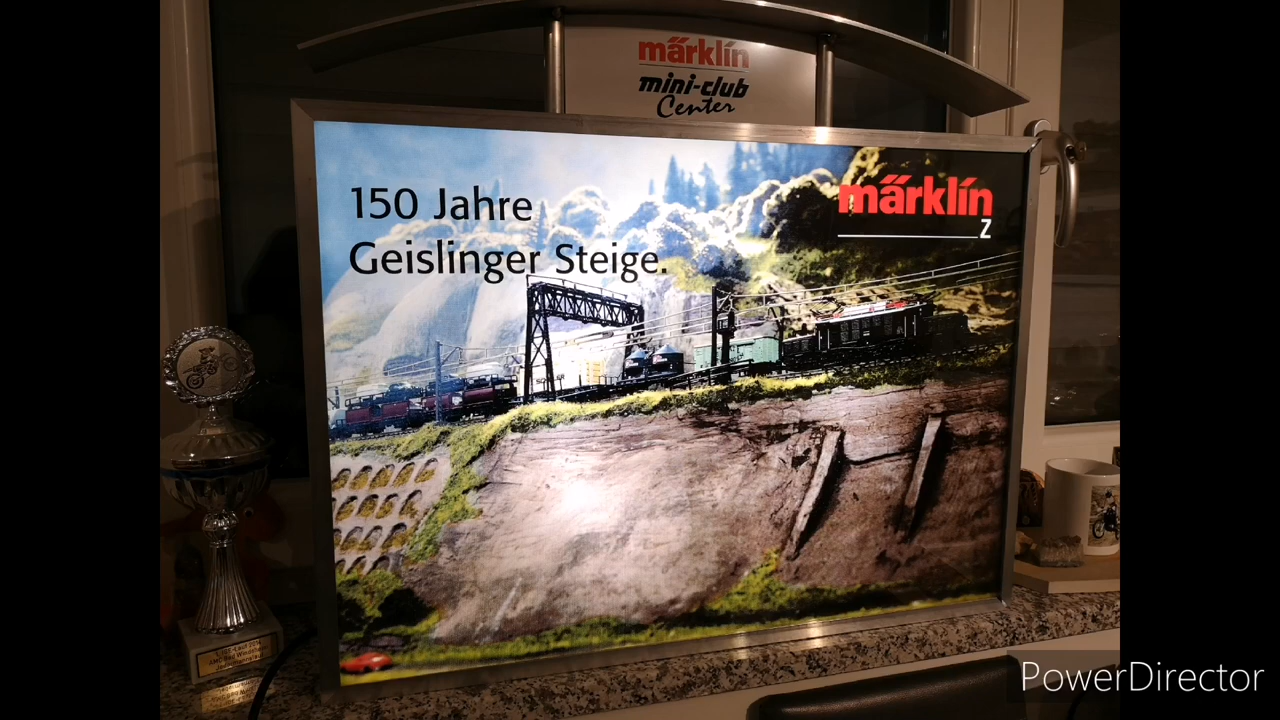 märklin
mini-club
Center
150 Jahre
Geislinger Steige.
märklin
Z
PowerDirector